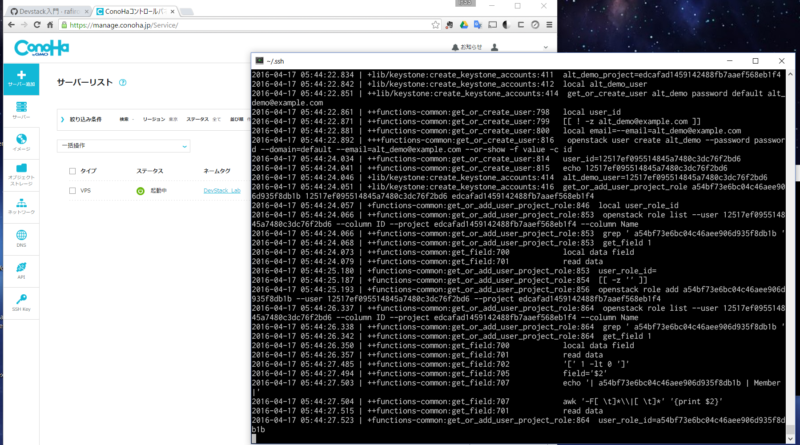 Devstack入門 - rafi
ConoHaコントロールパ
https://manage.conoha.jp/Service/
ConoHa
by GMO
お知らせ
サーバー追加
サーバー
イメージ
オブジェクト
ストレージ
ネットワーク
DNS
API
SSH Key
サーバーリスト
絞り込み条件 検索 - リージョン 表示 ステータス 全て 並び順
一括操作
タイプ ステータス ネームタグ
VPS 起動中 DevStack_Lab
~/.ssh
2016-04-17 05:44:22.834 | +lib/keystone:create_keystone_accounts:411 alt_demo_project=edcafad1459142488fb7aaef568eb1f4
2016-04-17 05:44:22.842 | +lib/keystone:create_keystone_accounts:412 local alt_demo_user
2016-04-17 05:44:22.851 | ++lib/keystone:create_keystone_accounts:414 get_or_create_user alt_demo password default alt_
demo@example.com
2016-04-17 05:44:22.861 | ++functions-common:get_or_create_user:798 local user_id
2016-04-17 05:44:22.871 | ++functions-common:get_or_create_user:799 [[ ! -z alt_demo@example.com ]]
2016-04-17 05:44:22.881 | ++functions-common:get_or_create_user:800 local email=--email=alt_demo@example.com
2016-04-17 05:44:22.892 | +++functions-common:get_or_create_user:816 openstack user create alt_demo --password passwor
d --domain=default --email=alt_demo@example.com --or-show -f value -c id
2016-04-17 05:44:24.034 | ++functions-common:get_or_create_user:814 user_id=12517ef095514845a7480c3dc76f2bd6
2016-04-17 05:44:24.041 | ++functions-common:get_or_create_user:815 echo 12517ef095514845a7480c3dc76f2bd6
2016-04-17 05:44:24.046 | +lib/keystone:create_keystone_accounts:414 alt_demo_user=12517ef095514845a7480c3dc76f2bd6
2016-04-17 05:44:24.051 | +lib/keystone:create_keystone_accounts:416 get_or_add_user_project_role a54bf73e6bc04c46aee90
6d935f8db1b 12517ef095514845a7480c3dc76f2bd6 edcafad1459142488fb7aaef568eb1f4
2016-04-17 05:44:24.057 | +functions-common:get_or_add_user_project_role:846 local user_role_id
2016-04-17 05:44:24.066 | ++functions-common:get_or_add_user_project_role:853 openstack role list --user 12517ef0955148
45a7480c3dc76f2bd6 --column ID --project edcafad1459142488fb7aaef568eb1f4 --column Name
2016-04-17 05:44:24.066 | ++functions-common:get_or_add_user_project_role:853 grep ' a54bf73e6bc04c46aee906d935f8db1b '
2016-04-17 05:44:24.068 | ++functions-common:get_or_add_user_project_role:853 get_field 1
2016-04-17 05:44:24.073 | ++functions-common:get_field:700 local data field
2016-04-17 05:44:24.079 | ++functions-common:get_field:701 read data
2016-04-17 05:44:25.180 | +functions-common:get_or_add_user_project_role:853 user_role_id=
2016-04-17 05:44:25.187 | +functions-common:get_or_add_user_project_role:854 [[ -z '' ]]
2016-04-17 05:44:25.193 | +functions-common:get_or_add_user_project_role:856 openstack role add a54bf73e6bc04c46aee906d
935f8db1b --user 12517ef095514845a7480c3dc76f2bd6 --project edcafad1459142488fb7aaef568eb1f4
2016-04-17 05:44:26.337 | ++functions-common:get_or_add_user_project_role:864 openstack role list --user 12517ef0955148
45a7480c3dc76f2bd6 --column ID --project edcafad1459142488fb7aaef568eb1f4 --column Name
2016-04-17 05:44:26.338 | ++functions-common:get_or_add_user_project_role:864 grep ' a54bf73e6bc04c46aee906d935f8db1b '
2016-04-17 05:44:26.342 | ++functions-common:get_or_add_user_project_role:864 get_field 1
2016-04-17 05:44:26.350 | ++functions-common:get_field:700 local data field
2016-04-17 05:44:26.357 | ++functions-common:get_field:701 read data
2016-04-17 05:44:27.485 | ++functions-common:get_field:702 '[' 1 -lt 0 ']'
2016-04-17 05:44:27.494 | ++functions-common:get_field:705 field='$2'
2016-04-17 05:44:27.503 | ++functions-common:get_field:707 echo '| a54bf73e6bc04c46aee906d935f8db1b | Member
|'
2016-04-17 05:44:27.504 | ++functions-common:get_field:707 awk '-F[ \t]*\\|[ \t]*' '{print $2}'
2016-04-17 05:44:27.515 | ++functions-common:get_field:701 read data
2016-04-17 05:44:27.523 | +functions-common:get_or_add_user_project_role:864 user_role_id=a54bf73e6bc04c46aee906d935f8d
b1b